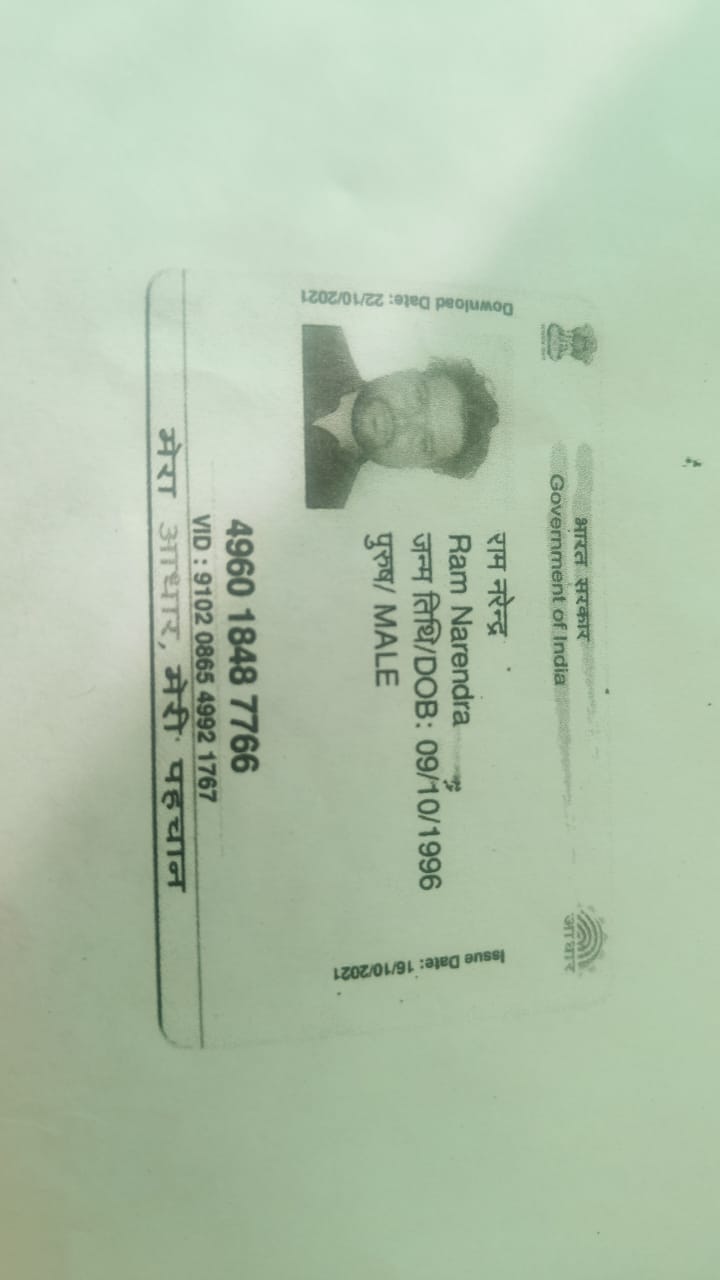 भारत सरकार
Government of India
Download Date: 22/10/2021
राम नरेन्द्र
Ram Narendra
जन्म तिथि/DOB: 09/10/1996
पुरुष/ MALE
Issue Date: 16/10/2021
आधार
4960 1848 7766
VID : 9102 0865 4992 1767
मेरा आधार, मेरी पहचान